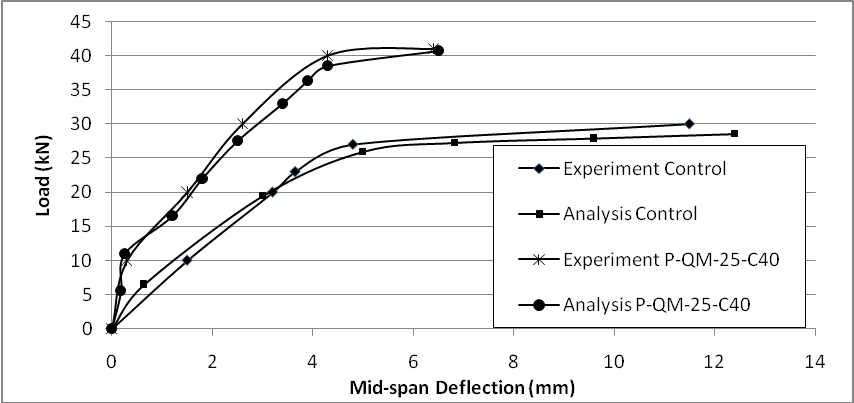 45
40
35
30
25
20
15
10
5
0
Load (kN)
Experiment Control
Analysis Control
Experiment P-QM-25-C40
Analysis P-QM-25-C40
0 2 4 6 8 10 12 14
Mid-span Deflection (mm)